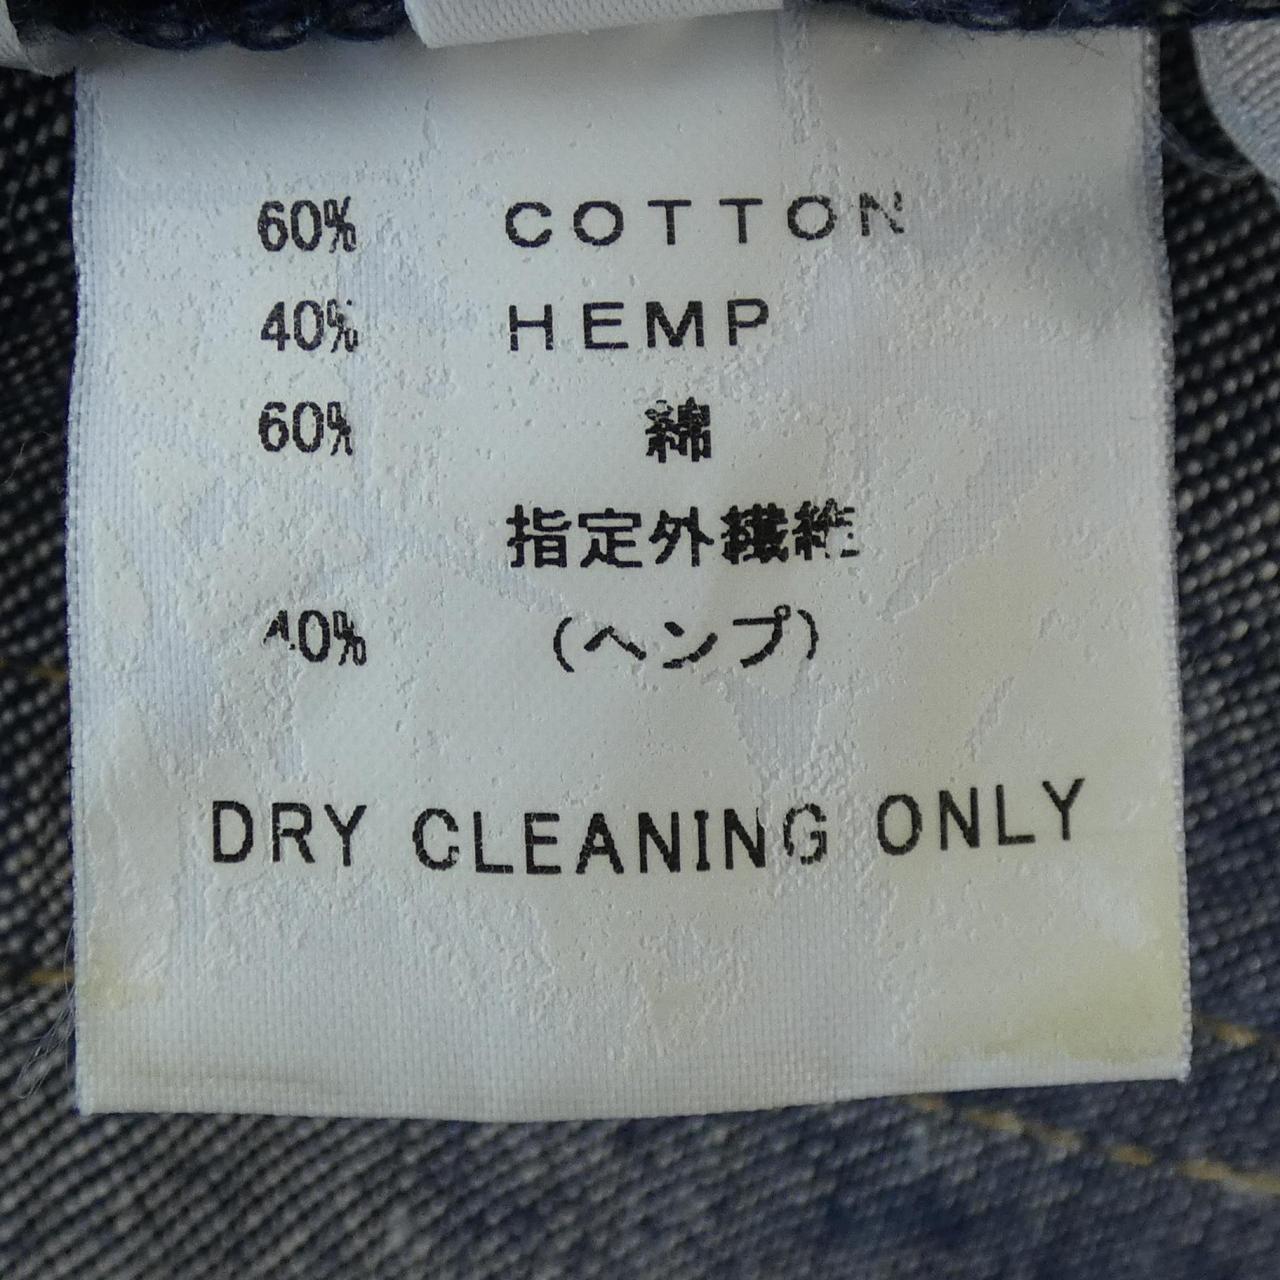 60% COTTON
40% HEMP
60% 綿
指定外繊維
40% (ヘンプ)
DRY CLEANING ONLY